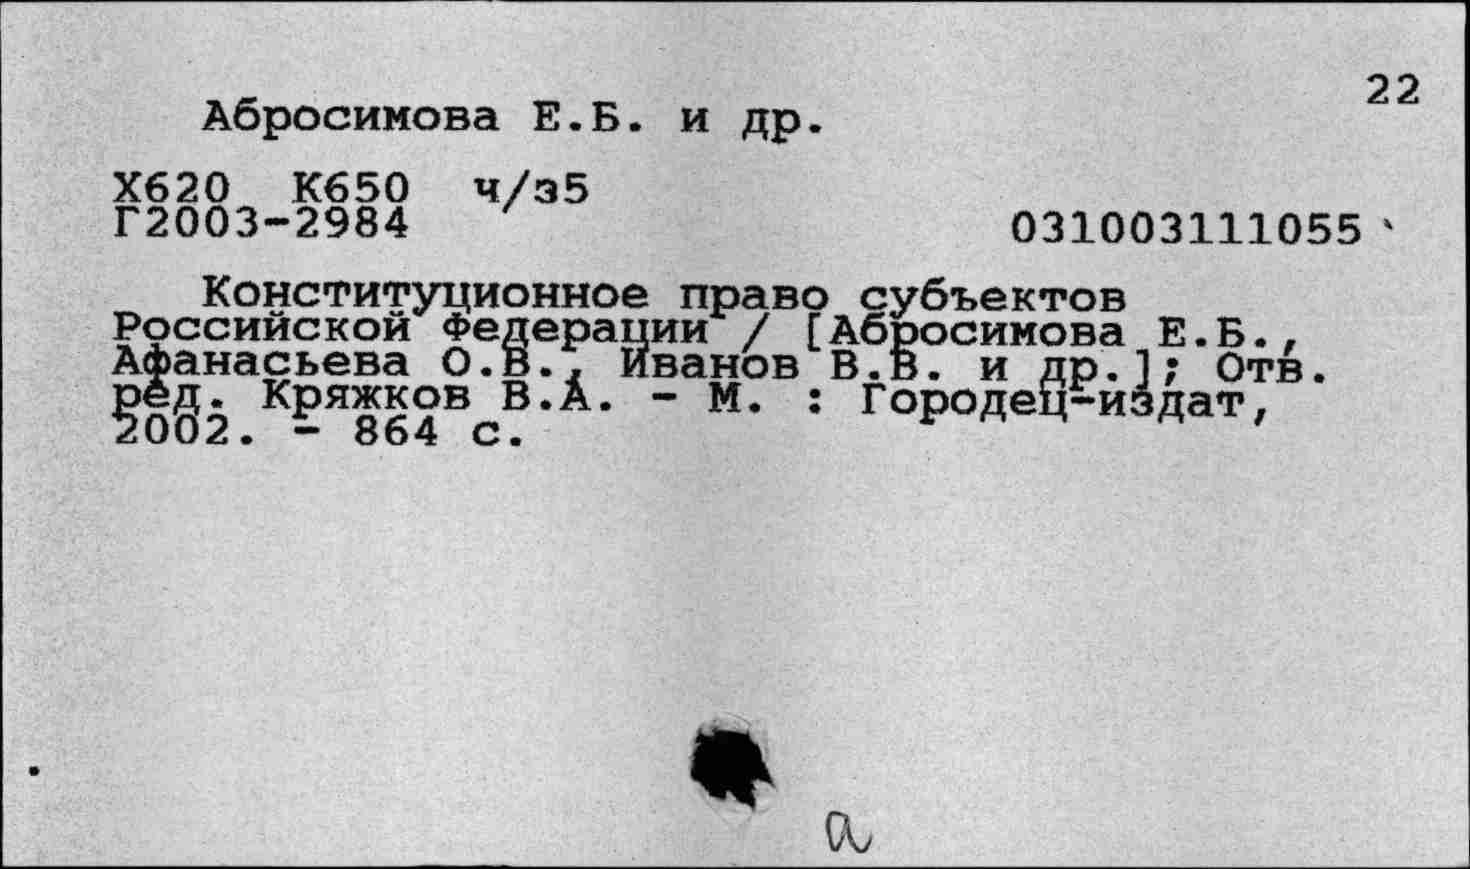 22
Абросимова Е.Б. и др.
Х620 К650 ч/з5
Г2003-2984
031003111055
Конституционное право субъектов
Российской Федерации / [Абросимова Е.Б.,
Афанасьева О.В., Иванов В.В. и др.]; Отв.
ред. Кряжков В.А. - М. : Городец-издат,
2002. - 864 с.
а